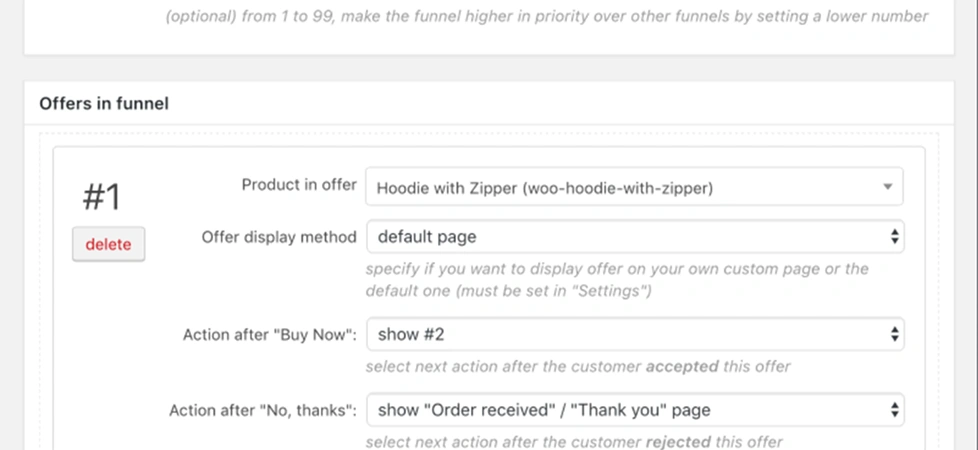 (optional) from 1 to 99, make the funnel higher in priority over other funnels by setting a lower number
Offers in funnel
#1
delete
Product in offer
Hoodie with Zipper (woo-hoodie-with-zipper)
Offer display method
default page
specify if you want to display offer on your own custom page or the
default one (must be set in "Settings")
Action after "Buy Now":
show #2
select next action after the customer accepted this offer
Action after "No, thanks":
show "Order received" / "Thank you" page
select next action after the customer rejected this offer